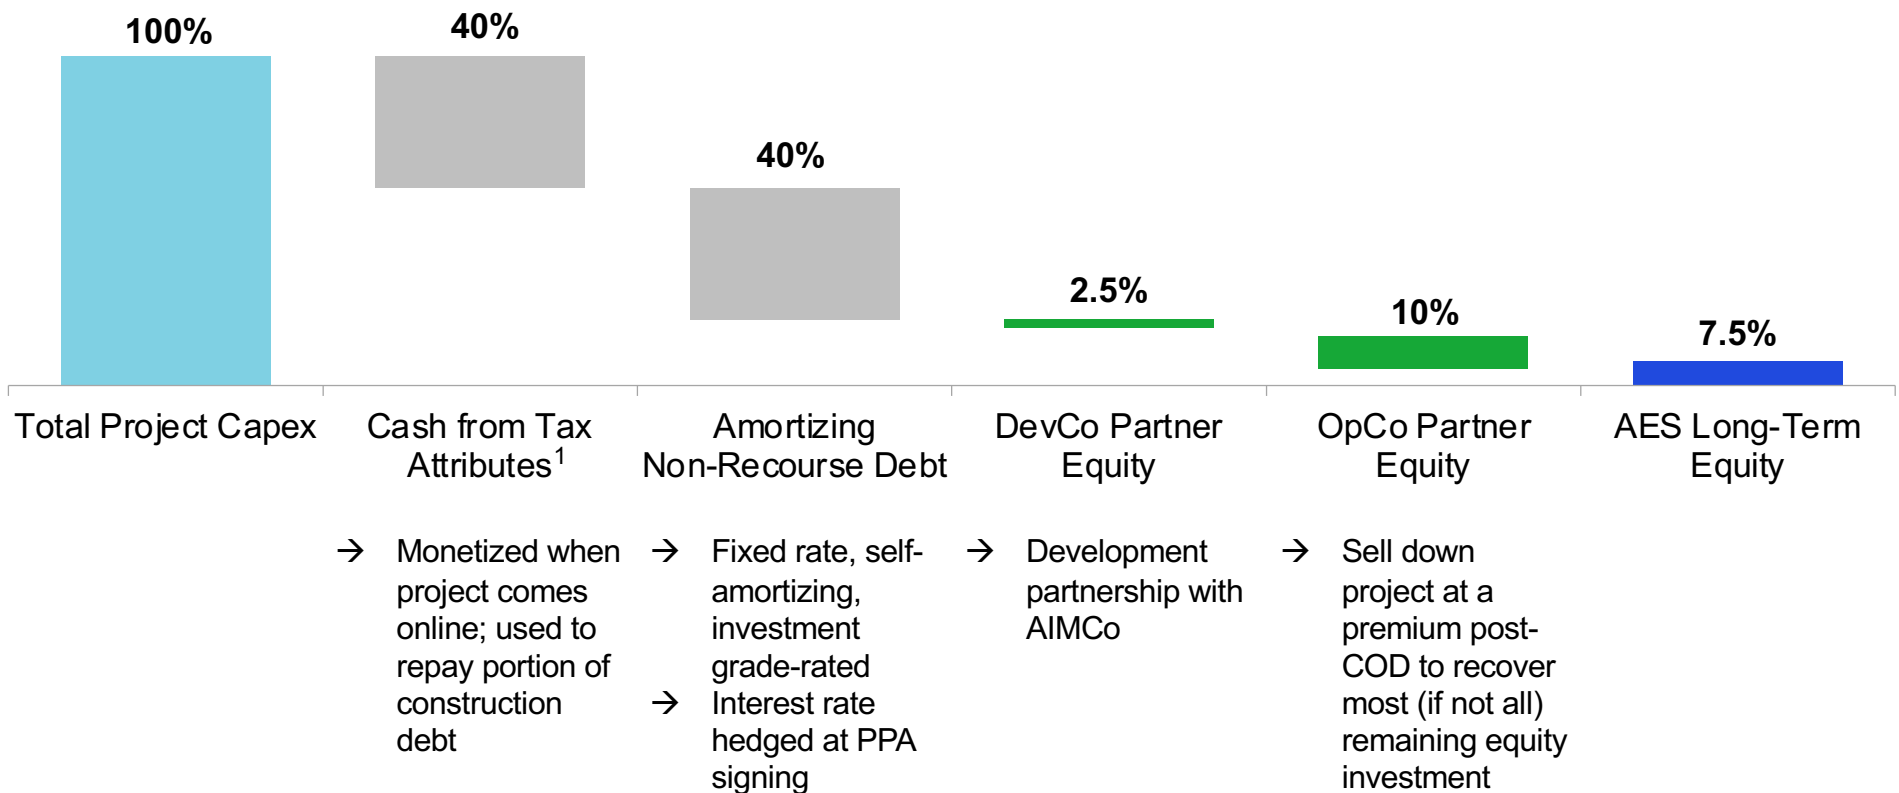 100%
40%
40%
2.5%
10%
7.5%
Total Project Capex
Cash from Tax
Attributes1
Amortizing
Non-Recourse Debt
DevCo Partner
Equity
OpCo Partner
Equity
AES Long-Term
Equity
→ Monetized when
project comes
online; used to
repay portion of
construction
debt
→ Fixed rate, self-
amortizing,
investment
grade-rated
→ Interest rate
hedged at PPA
signing
→ Development
partnership with
AIMCo
→ Sell down
project at a
premium post-
COD to recover
most (if not all)
remaining equity
investment